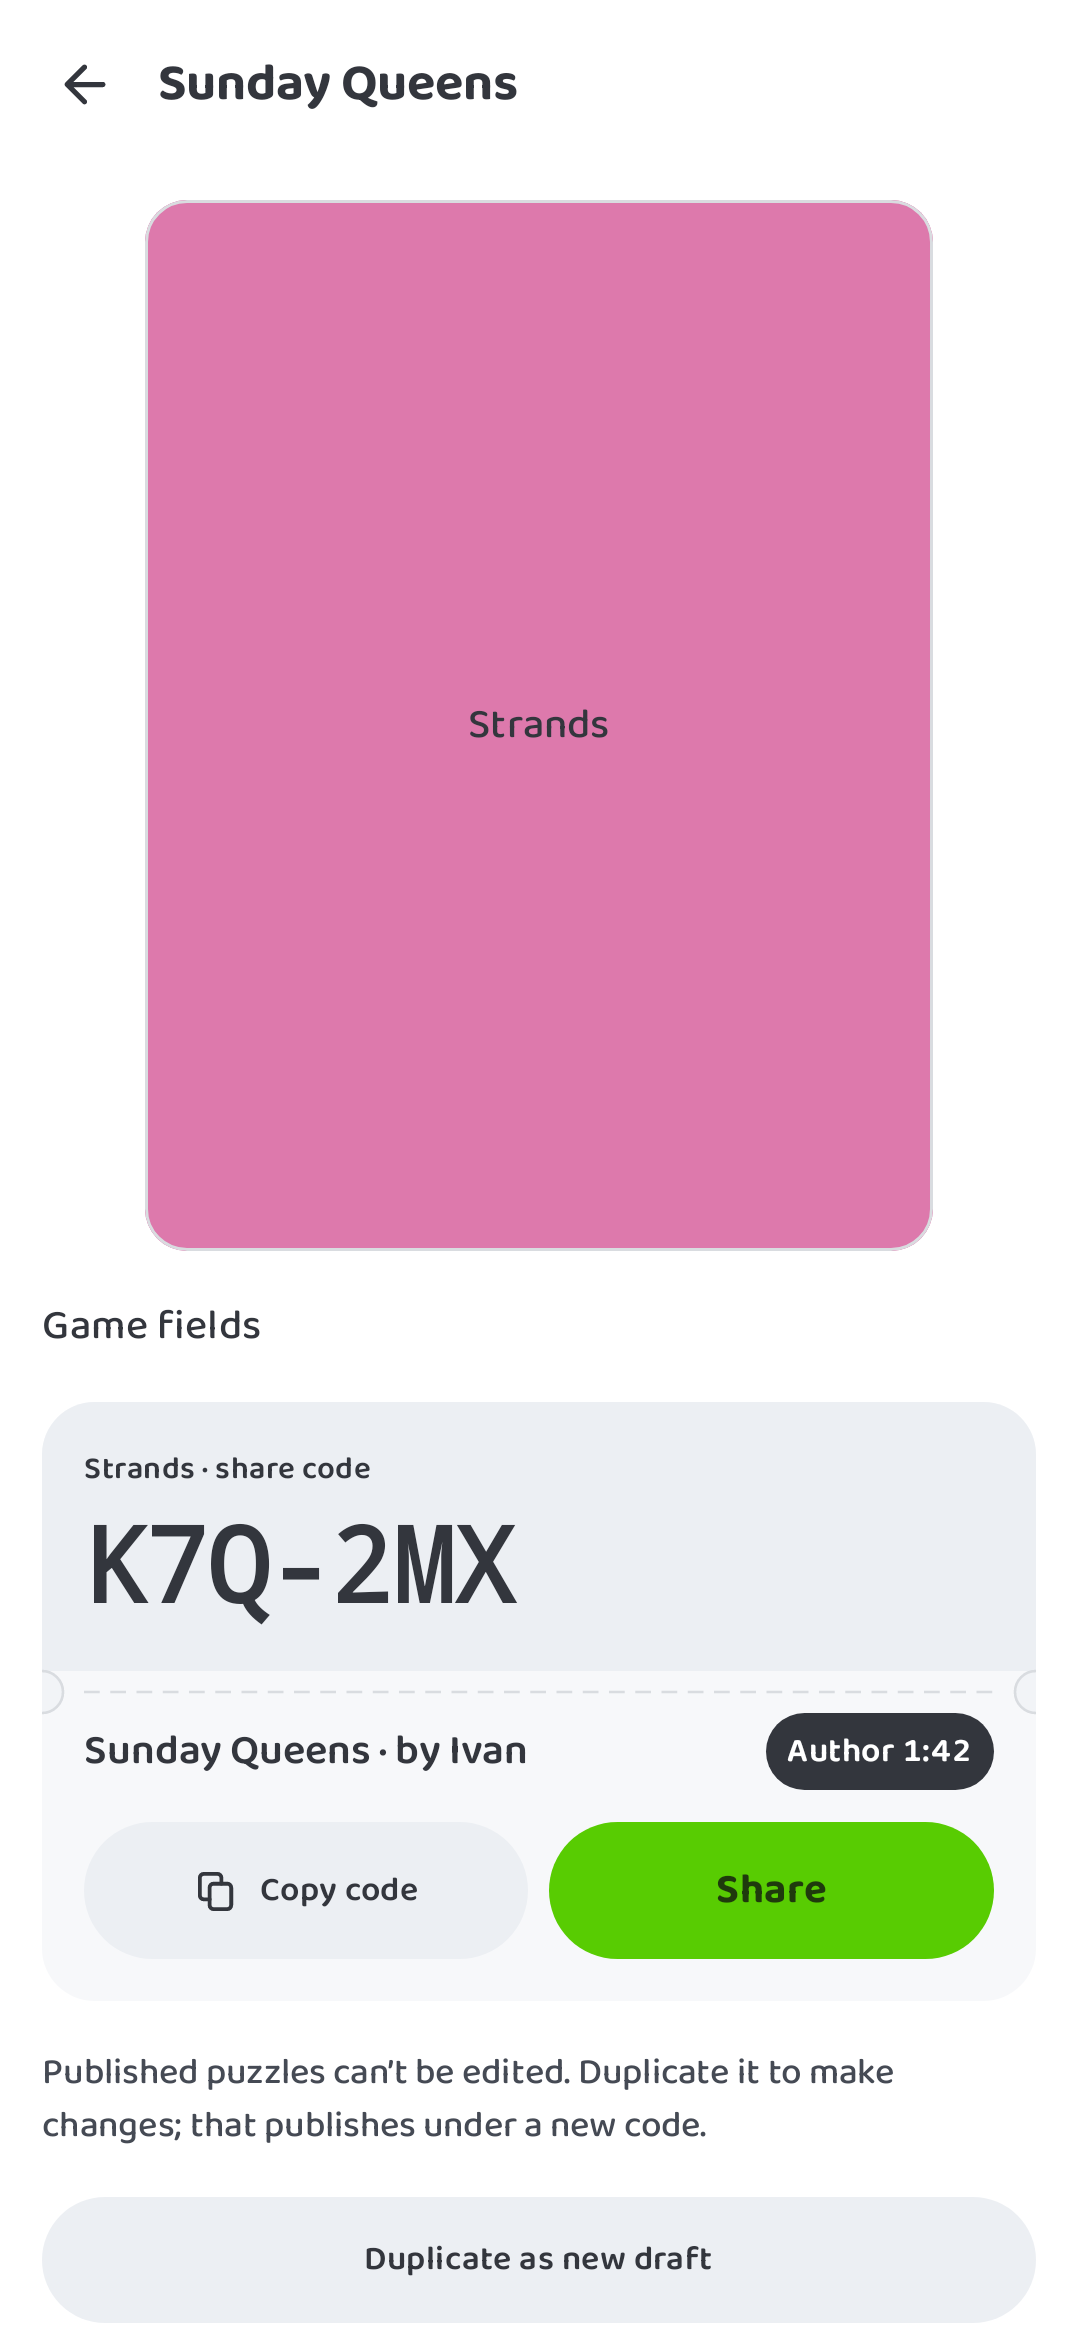 Sunday Queens
Strands
Game fields
Strands · share code
K7Q-2MX
Sunday Queens · by Ivan
Author 1:42
Copy code
Share
Published puzzles can’t be edited. Duplicate it to make
changes; that publishes under a new code.
Duplicate as new draft